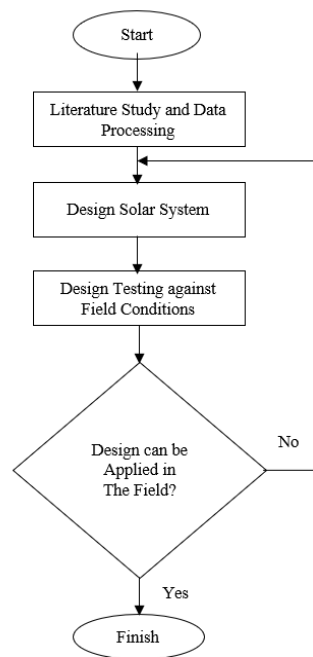 Start
Literature Study and Data
Processing
Design Solar System
Design Testing against
Field Conditions
Design can be
Applied in
The Field?
No
Yes
Finish